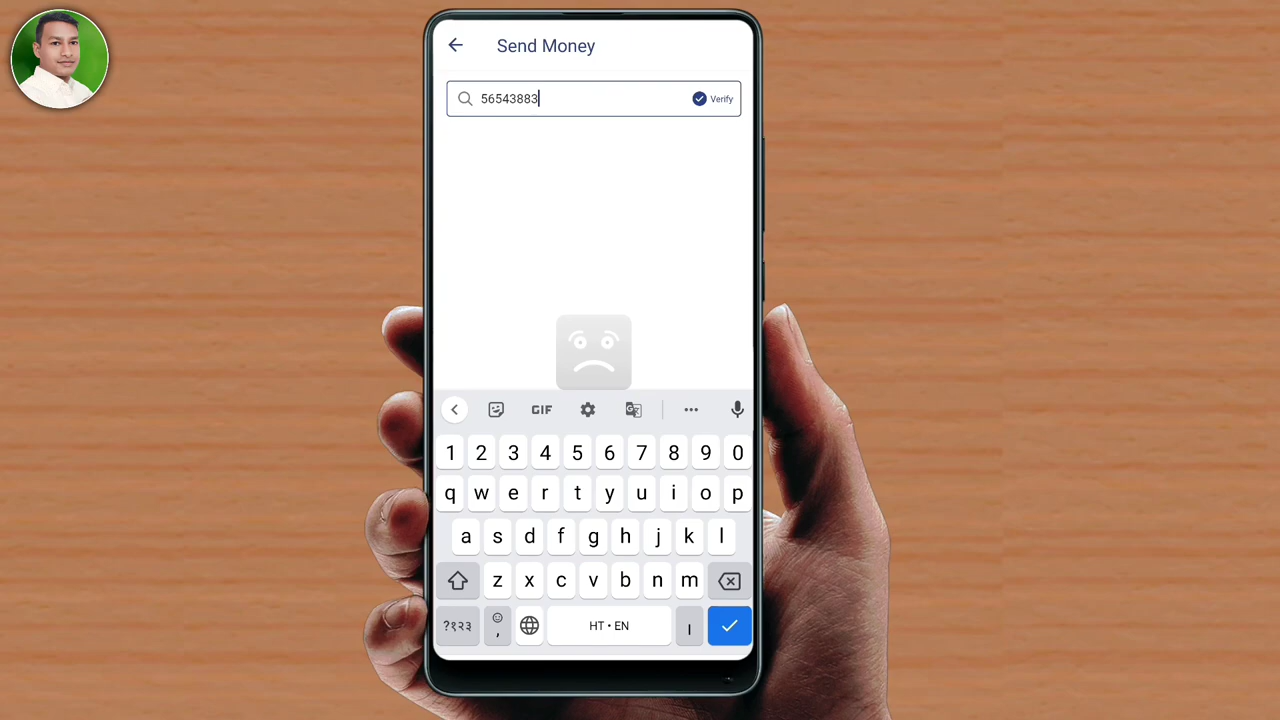 Send Money
56543883
Verify
GIF
G
1 2 3 4 5 6 7 8 9 0
q w e r t y u i o p
a s d f g h j k l
z x c v b n m
?१२३ , HT • EN ।